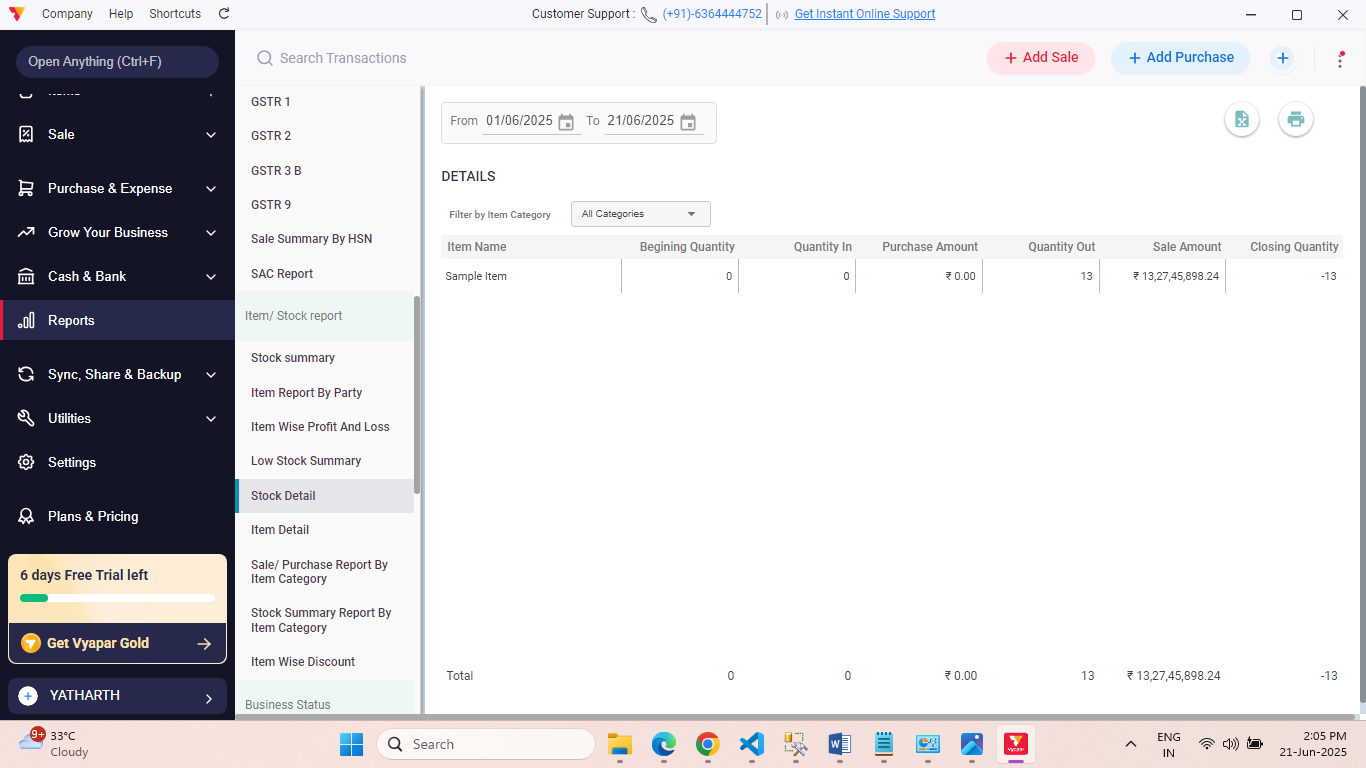 Company Help Shortcuts
Customer Support : (+91)-6364444752 Get Instant Online Support
Open Anything (Ctrl+F)
Search Transactions
Add Sale
Add Purchase
Items
Sale
Purchase & Expense
Grow Your Business
Cash & Bank
Reports
Sync, Share & Backup
Utilities
Settings
Plans & Pricing
6 days Free Trial left
Get Vyapar Gold
YATHARTH
GSTR 1
GSTR 2
GSTR 3 B
GSTR 9
Sale Summary By HSN
SAC Report
Item/ Stock report
Stock summary
Item Report By Party
Item Wise Profit And Loss
Low Stock Summary
Stock Detail
Item Detail
Sale/ Purchase Report By
Item Category
Stock Summary Report By
Item Category
Item Wise Discount
Business Status
From 01/06/2025 To 21/06/2025
DETAILS
Filter by Item Category All Categories
Item Name Begining Quantity Quantity In Purchase Amount Quantity Out Sale Amount Closing Quantity
Sample Item 0 0 ₹ 0.00 13 ₹ 13,27,45,898.24 -13
Total 0 0 ₹ 0.00 13 ₹ 13,27,45,898.24 -13
9+
33°C
Cloudy
Search
Vyapar
ENG
IN
2:05 PM
21-Jun-2025